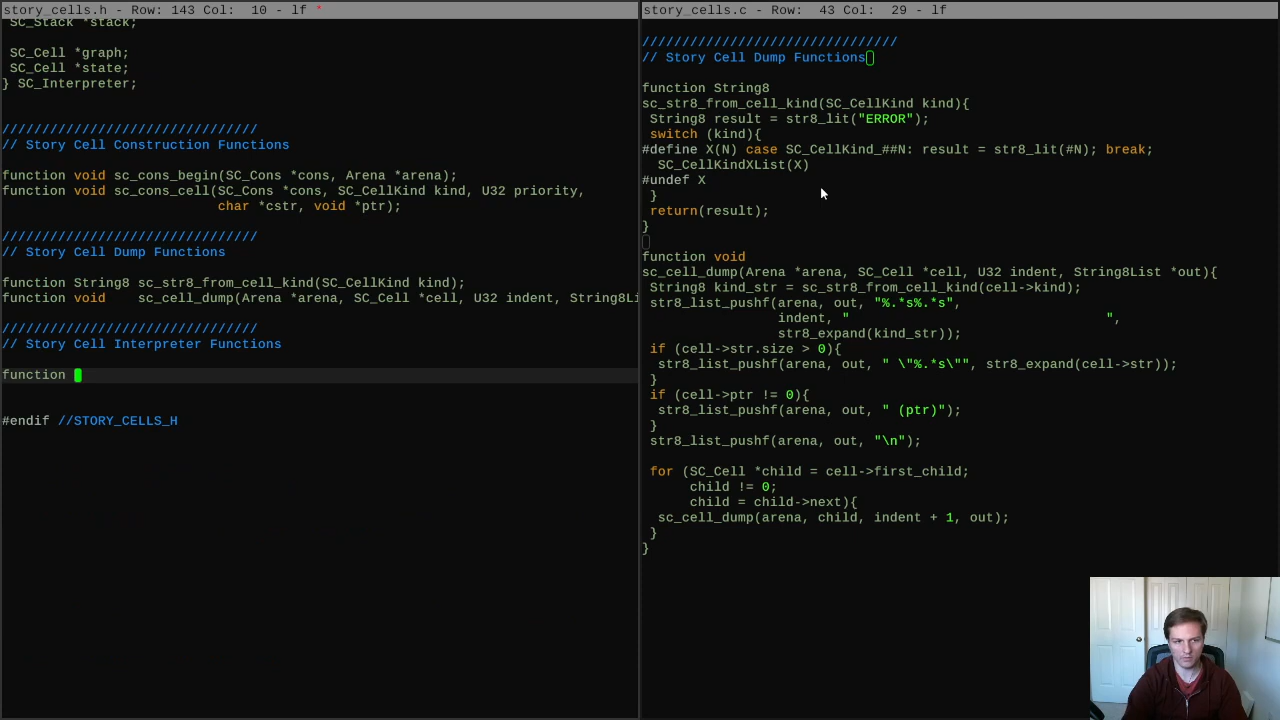 story_cells.h - Row: 143 Col:  10 - lf *
 SC_Stack *stack;
 SC_Cell *graph;
 SC_Cell *state;
} SC_Interpreter;
////////////////////////////////
// Story Cell Construction Functions
function void sc_cons_begin(SC_Cons *cons, Arena *arena);
function void sc_cons_cell(SC_Cons *cons, SC_CellKind kind, U32 priority,
                           char *cstr, void *ptr);
////////////////////////////////
// Story Cell Dump Functions
function String8 sc_str8_from_cell_kind(SC_CellKind kind);
function void    sc_cell_dump(Arena *arena, SC_Cell *cell, U32 indent, String8Li
////////////////////////////////
// Story Cell Interpreter Functions
function
#endif //STORY_CELLS_H
story_cells.c - Row:  43 Col:  29 - lf
////////////////////////////////
// Story Cell Dump Functions
function String8
sc_str8_from_cell_kind(SC_CellKind kind){
 String8 result = str8_lit("ERROR");
 switch (kind){
#define X(N) case SC_CellKind_##N: result = str8_lit(#N); break;
  SC_CellKindXList(X)
#undef X
 }
 return(result);
}
function void
sc_cell_dump(Arena *arena, SC_Cell *cell, U32 indent, String8List *out){
 String8 kind_str = sc_str8_from_cell_kind(cell->kind);
 str8_list_pushf(arena, out, "%.*s%.*s",
                 indent, "                                ",
                 str8_expand(kind_str));
 if (cell->str.size > 0){
  str8_list_pushf(arena, out, " \"%.*s\"", str8_expand(cell->str));
 }
 if (cell->ptr != 0){
  str8_list_pushf(arena, out, " (ptr)");
 }
 str8_list_pushf(arena, out, "\n");
 for (SC_Cell *child = cell->first_child;
      child != 0;
      child = child->next){
  sc_cell_dump(arena, child, indent + 1, out);
 }
}